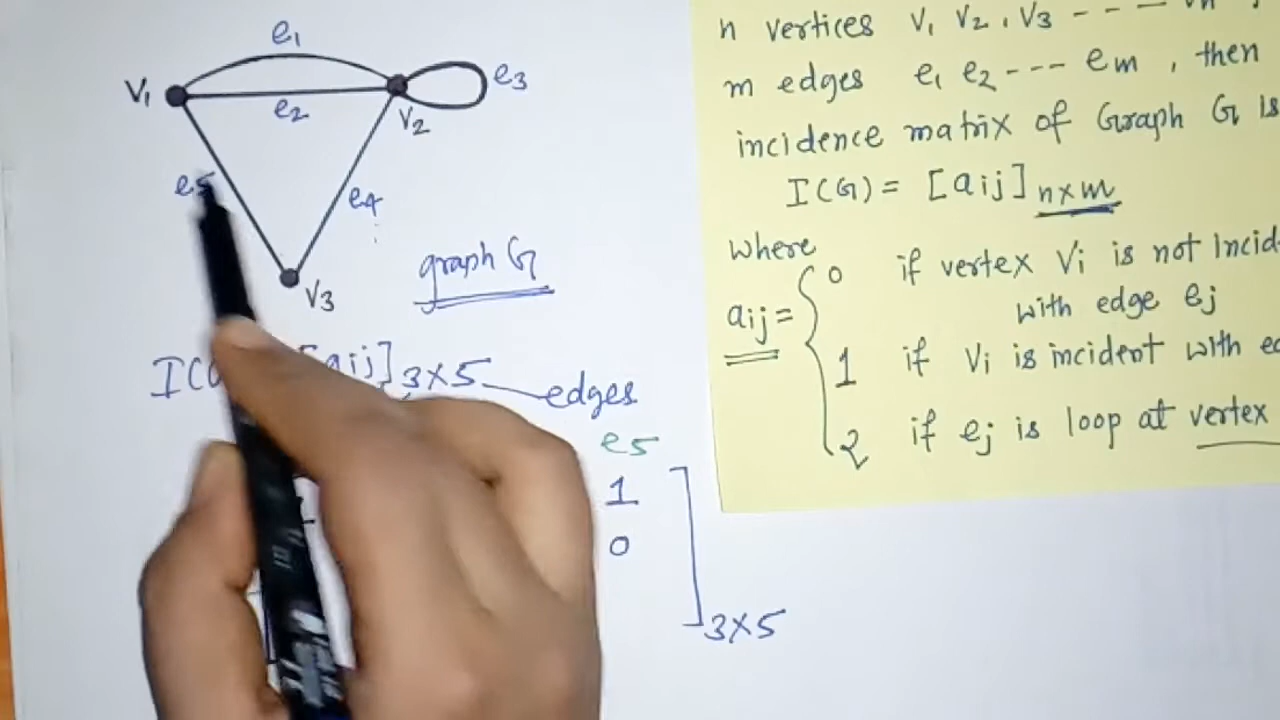 e1
V1
e2
e3
V2
e5
e4
V3
graph G
aij] 3×5 edges
e5
1
0
3×5
n vertices V1 V2, V3 ----
m edges e1 e2 --- em, then
incidence matrix of Graph G is
I(G) = [aij] n×m
where
aij = 0 if vertex Vi is not
with edge ej
1 if Vi is incident with
2 if ej is loop at vertex